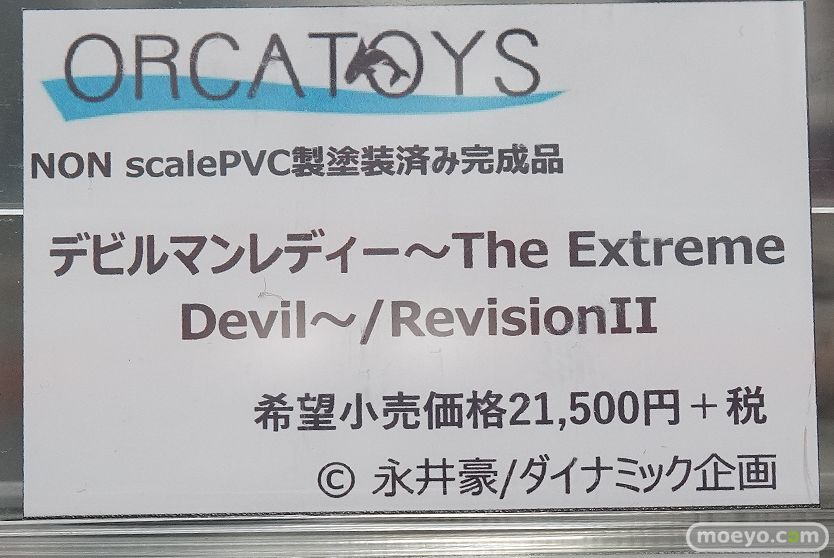 ORCATOYS
NON scalePVC製塗装済み完成品
デビルマンレディー～The Extreme
Devil～/RevisionII
希望小売価格21,500円＋税
© 永井豪/ダイナミック企画
moeyo.com